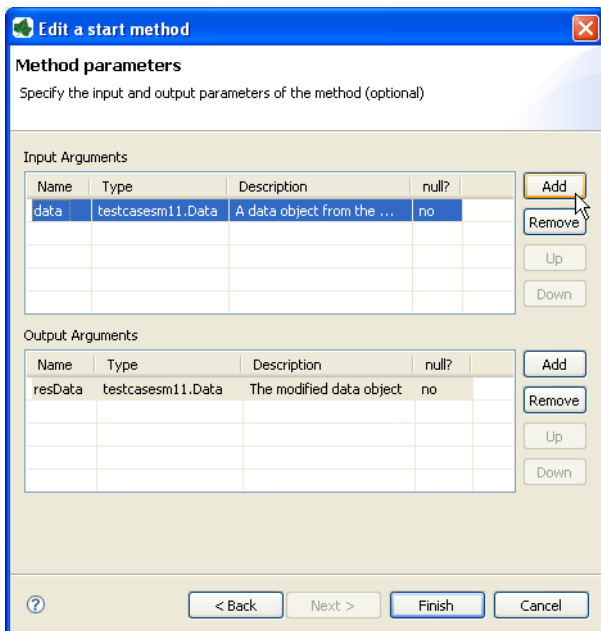 Edit a start method
Method parameters
Specify the input and output parameters of the method (optional)
Input Arguments
Name Type Description null?
data testcasesm11.Data A data object from the ... no
Add
Remove
Up
Down
Output Arguments
Name Type Description null?
resData testcasesm11.Data The modified data object no
Add
Remove
Up
Down
? < Back Next > Finish Cancel